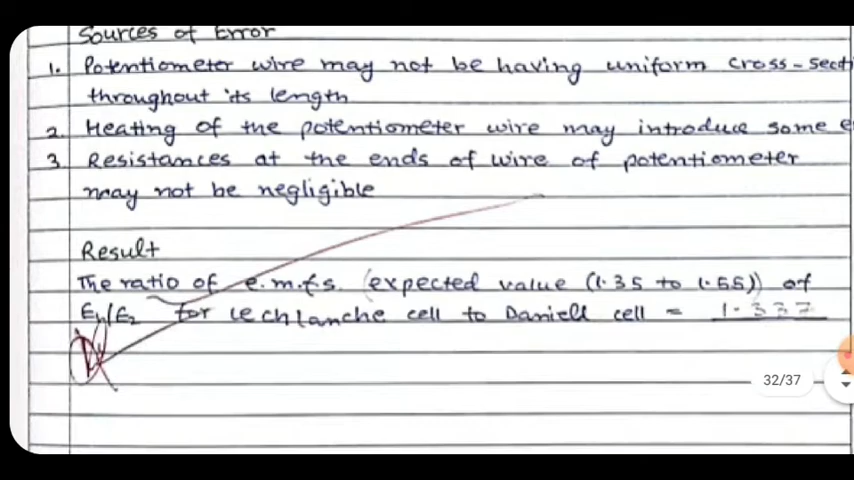 Sources of Error
1. Potentiometer wire may not be having uniform cross-secti
throughout its length
2. Heating of the potentiometer wire may introduce some e
3 Resistances at the ends of wire of potentiometer
may not be negligible
Result
The ratio of e.m.f.s. (expected value (1.35 to 1.55)) of
E1/E2 for lechlanche cell to Daniell cell = 1.337
32/37